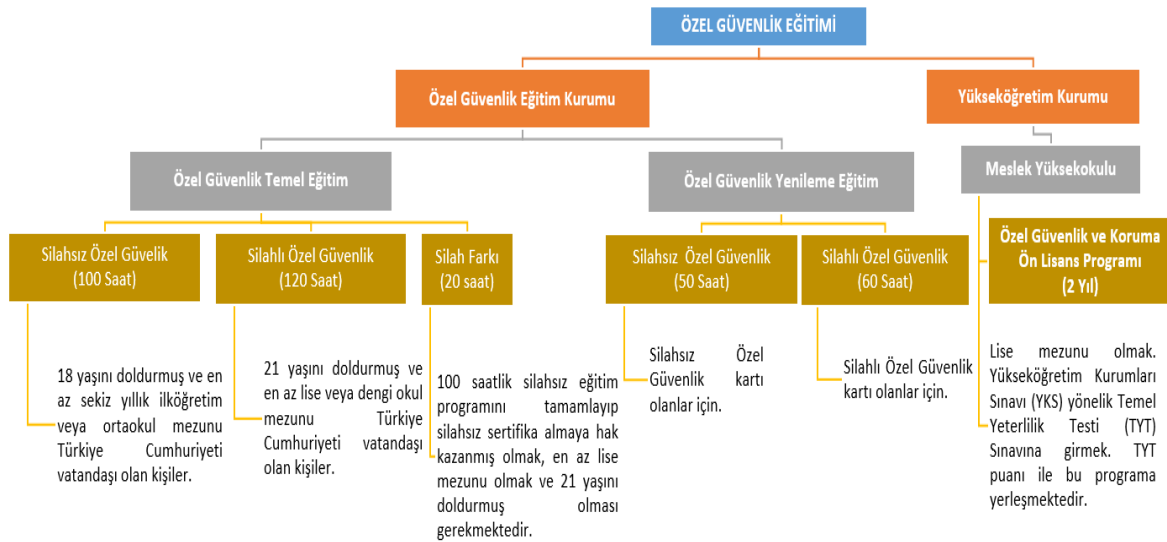 ÖZEL GÜVENLİK EĞİTİMİ
Özel Güvenlik Eğitim Kurumu
Yükseköğretim Kurumu
Özel Güvenlik Temel Eğitim
Özel Güvenlik Yenileme Eğitim
Meslek Yüksekokulu
Silahsız Özel Güvelik
(100 Saat)
Silahlı Özel Güvenlik
(120 Saat)
Silah Farkı
(20 saat)
Silahsız Özel Güvenlik
(50 Saat)
Silahlı Özel Güvenlik
(60 Saat)
Özel Güvenlik ve Koruma
Ön Lisans Programı
(2 Yıl)
18 yaşını doldurmuş ve en
az sekiz yıllık ilköğretim
veya ortaokul mezunu
Türkiye Cumhuriyeti
vatandaşı olan kişiler.
21 yaşını doldurmuş ve
en az lise veya dengi okul
mezunu Türkiye
Cumhuriyeti vatandaşı
olan kişiler.
100 saatlik silahsız eğitim
programını tamamlayıp
silahsız sertifika almaya hak
kazanmış olmak, en az lise
mezunu olmak ve 21 yaşını
doldurmuş olması
gerekmektedir.
Silahsız Özel
Güvenlik kartı
olanlar için.
Silahlı Özel Güvenlik
kartı olanlar için.
Lise mezunu olmak.
Yükseköğretim Kurumları
Sınavı (YKS) yönelik Temel
Yeterlilik Testi (TYT)
Sınavına girmek. TYT
puanı ile bu programa
yerleşmektedir.